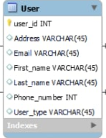 User
user_id INT
Address VARCHAR(45)
Email VARCHAR(45)
First_name VARCHAR(45)
Last_name VARCHAR(45)
Phone_number INT
User_type VARCHAR(45)
Indexes